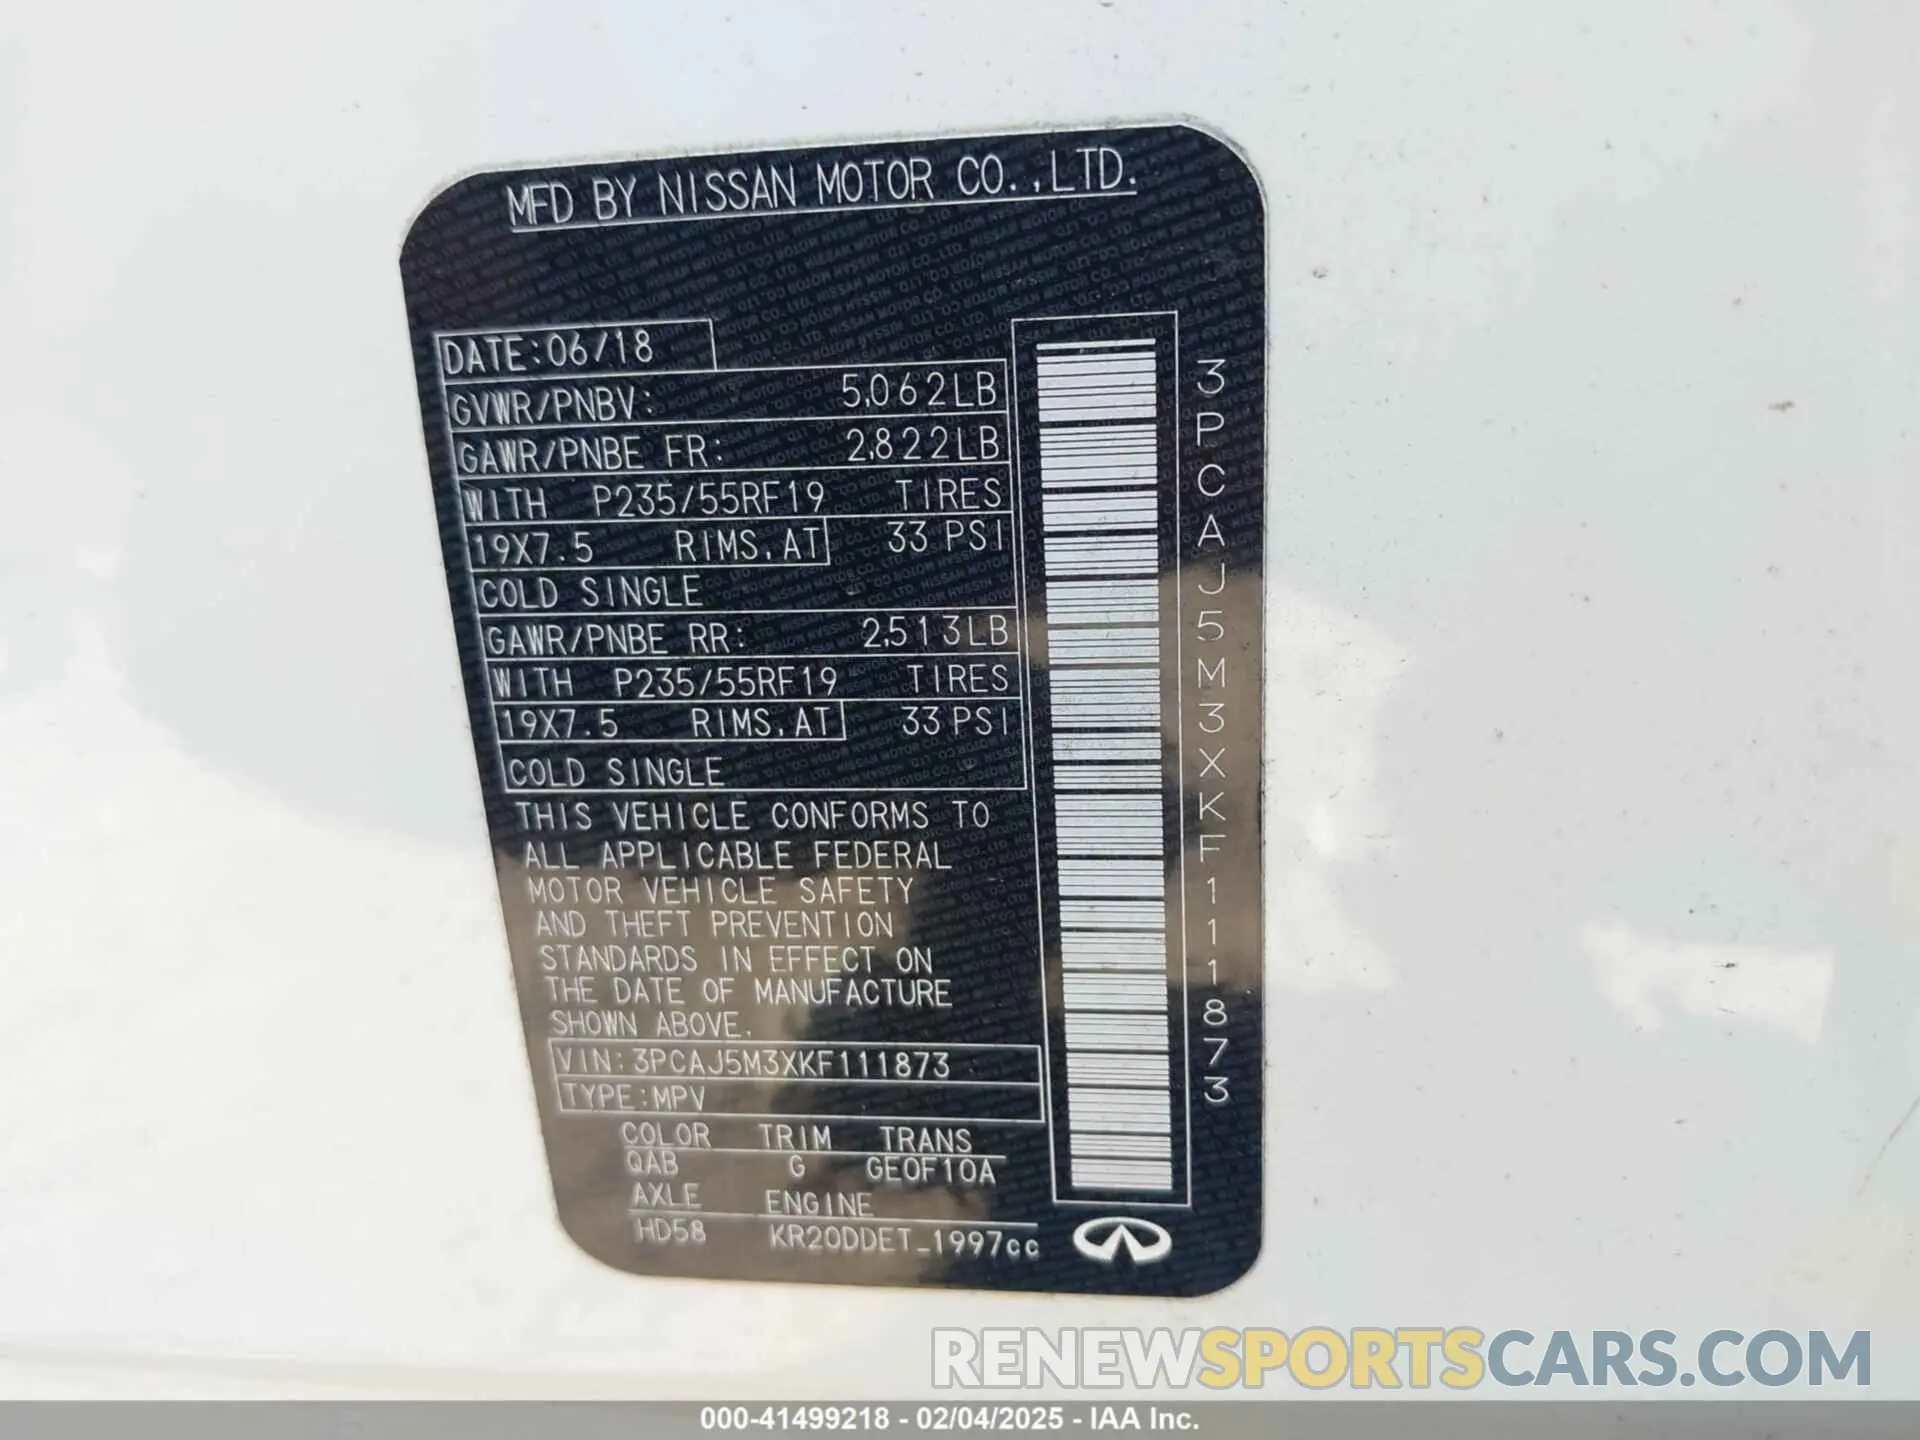 MFD BY NISSAN MOTOR CO.,LTD.
DATE:06/18
GVWR/PNBV: 5,062LB
GAWR/PNBE FR: 2,822LB
WITH P235/55RF19 TIRES
19X7.5 RIMS,AT 33 PSI
COLD SINGLE
GAWR/PNBE RR: 2,513LB
WITH P235/55RF19 TIRES
19X7.5 RIMS,AT 33 PSI
COLD SINGLE
THIS VEHICLE CONFORMS TO
ALL APPLICABLE FEDERAL
MOTOR VEHICLE SAFETY
AND THEFT PREVENTION
STANDARDS IN EFFECT ON
THE DATE OF MANUFACTURE
SHOWN ABOVE.
VIN:3PCAJ5M3XKF111873
TYPE:MPV
COLOR TRIM TRANS
QAB G GE0F10A
AXLE ENGINE
HD58 KR20DDET_1997cc
3PCAJ5M3XKF111873
RENEWSPORTSCARS.COM
000-41499218 - 02/04/2025 - IAA Inc.